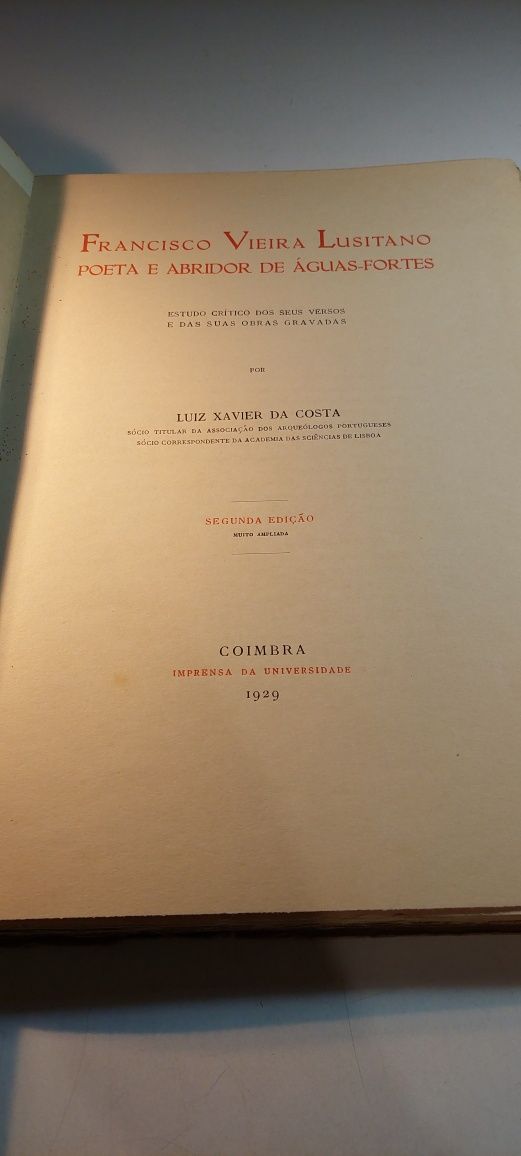 FRANCISCO VIEIRA LUSITANO
POETA E ABRIDOR DE ÁGUAS-FORTES
ESTUDO CRÍTICO DOS SEUS VERSOS
E DAS SUAS OBRAS GRAVADAS
POR
LUIZ XAVIER DA COSTA
SÓCIO TITULAR DA ASSOCIAÇÃO DOS ARQUEÓLOGOS PORTUGUESES
SÓCIO CORRESPONDENTE DA ACADEMIA DAS SCIÊNCIAS DE LISBOA
SEGUNDA EDIÇÃO
MUITO AMPLIADA
COIMBRA
IMPRENSA DA UNIVERSIDADE
1929